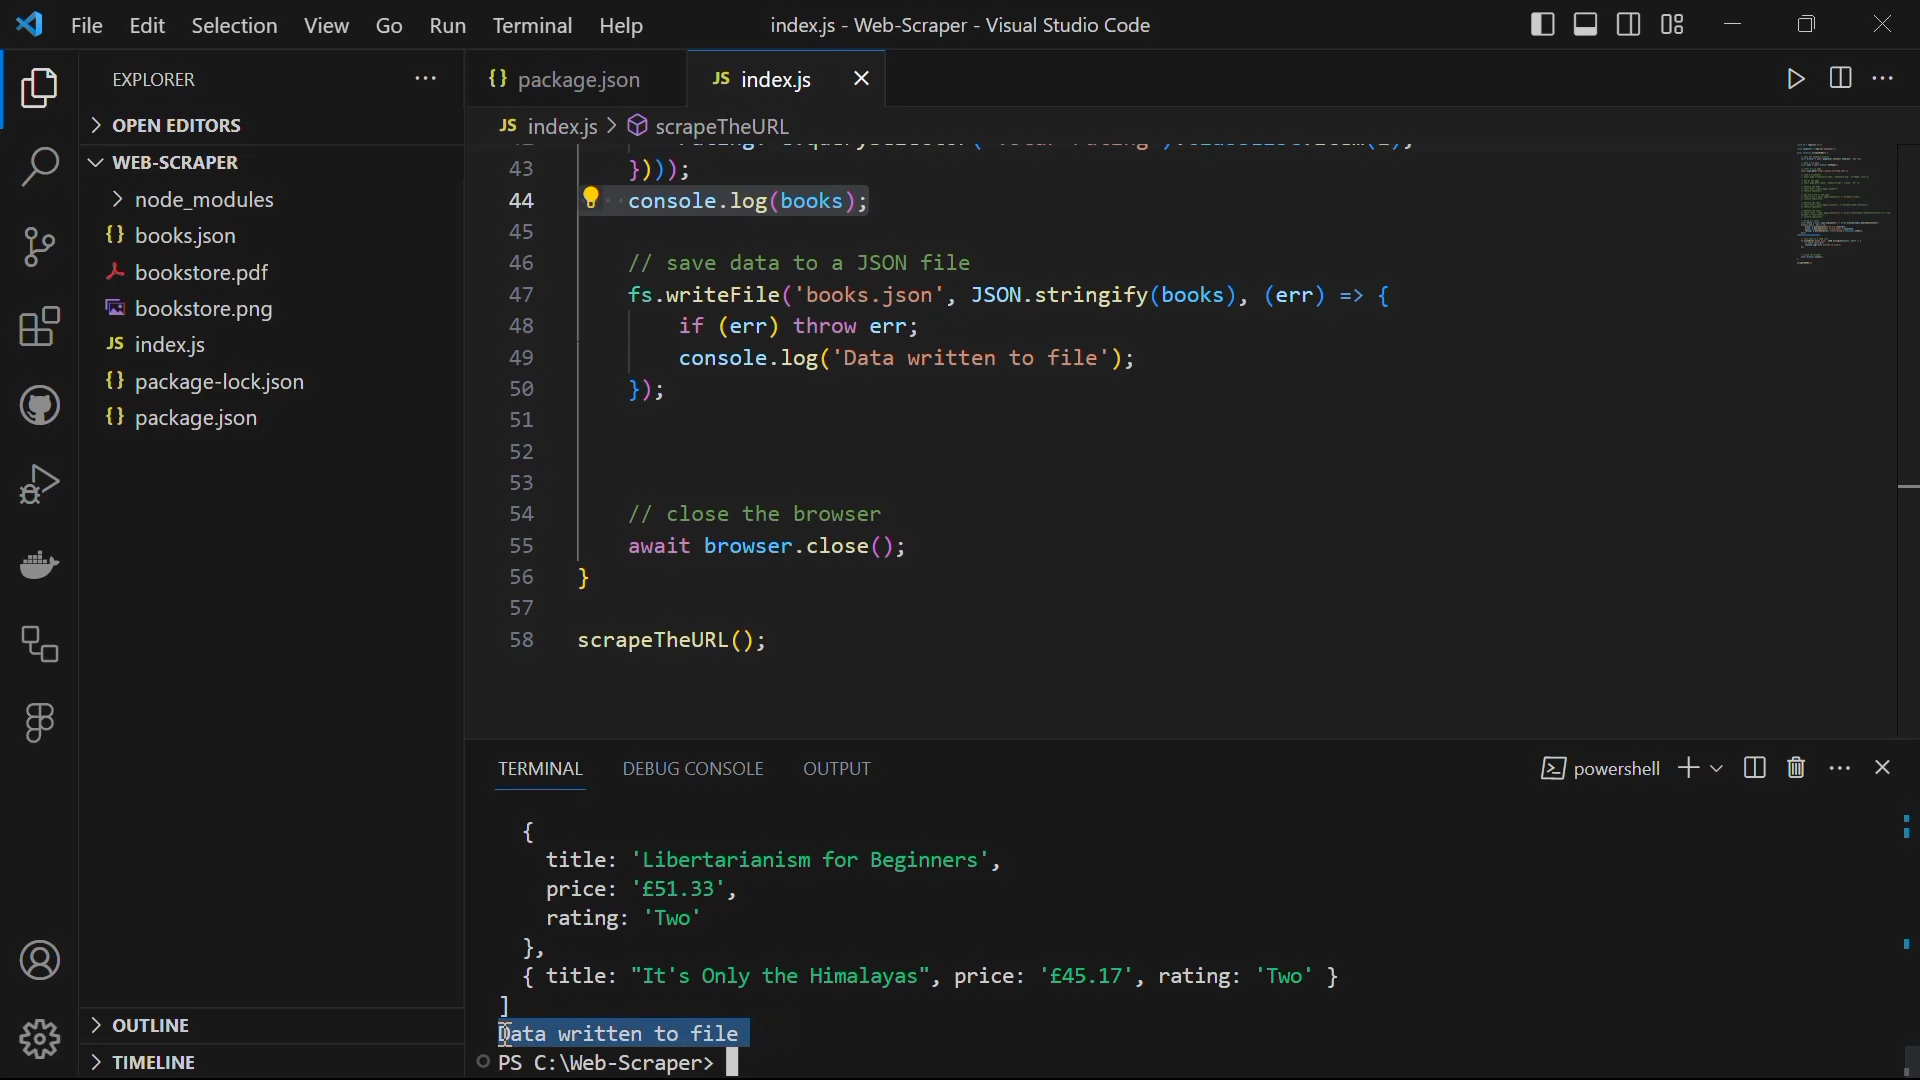 File Edit Selection View Go Run Terminal Help
index.js - Web-Scraper - Visual Studio Code
EXPLORER
OPEN EDITORS
WEB-SCRAPER
node_modules
{} books.json
bookstore.pdf
bookstore.png
JS index.js
{} package-lock.json
{} package.json
OUTLINE
TIMELINE
{} package.json
JS index.js
JS index.js > scrapeTheURL
43 })));
44 console.log(books);
45
46 // save data to a JSON file
47 fs.writeFile('books.json', JSON.stringify(books), (err) => {
48 if (err) throw err;
49 console.log('Data written to file');
50 });
51
52
53
54 // close the browser
55 await browser.close();
56 }
57
58 scrapeTheURL();
TERMINAL DEBUG CONSOLE OUTPUT
powershell
{
title: 'Libertarianism for Beginners',
price: '£51.33',
rating: 'Two'
},
{ title: "It's Only the Himalayas", price: '£45.17', rating: 'Two' }
]
Data written to file
PS C:\Web-Scraper>